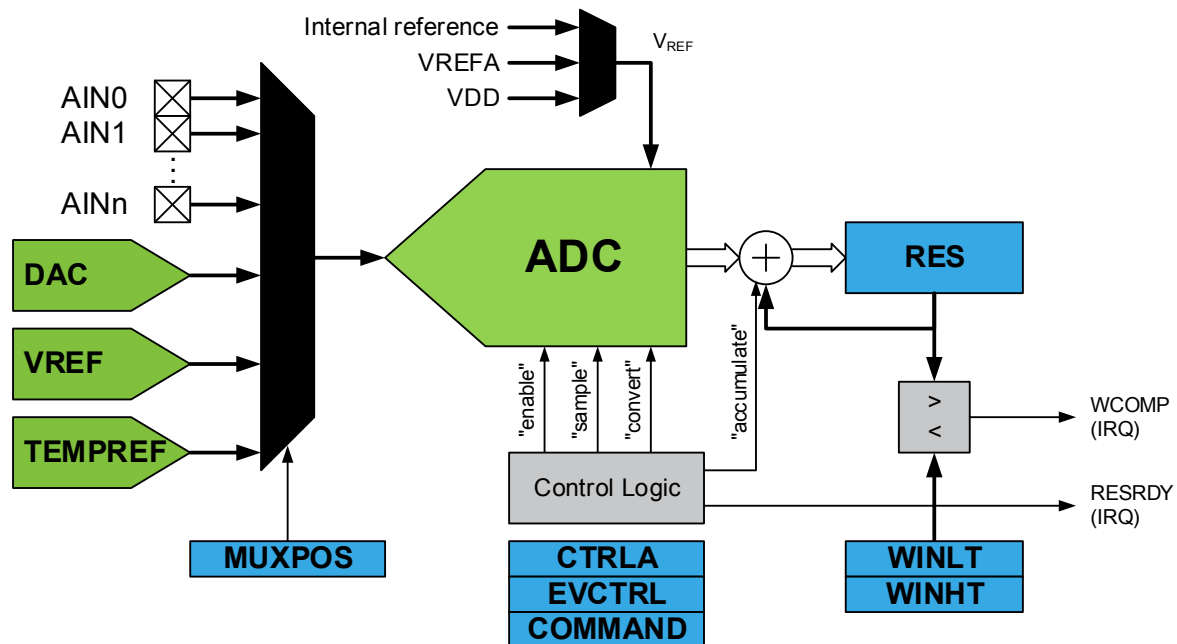 Internal reference
VREFA
VDD
VREF
AIN0
AIN1
AINn
DAC
VREF
TEMPREF
MUXPOS
ADC
RES
"enable"
"sample"
"convert"
"accumulate"
Control Logic
CTRLA
EVCTRL
COMMAND
>
<
WCOMP
(IRQ)
RESRDY
(IRQ)
WINLT
WINHT